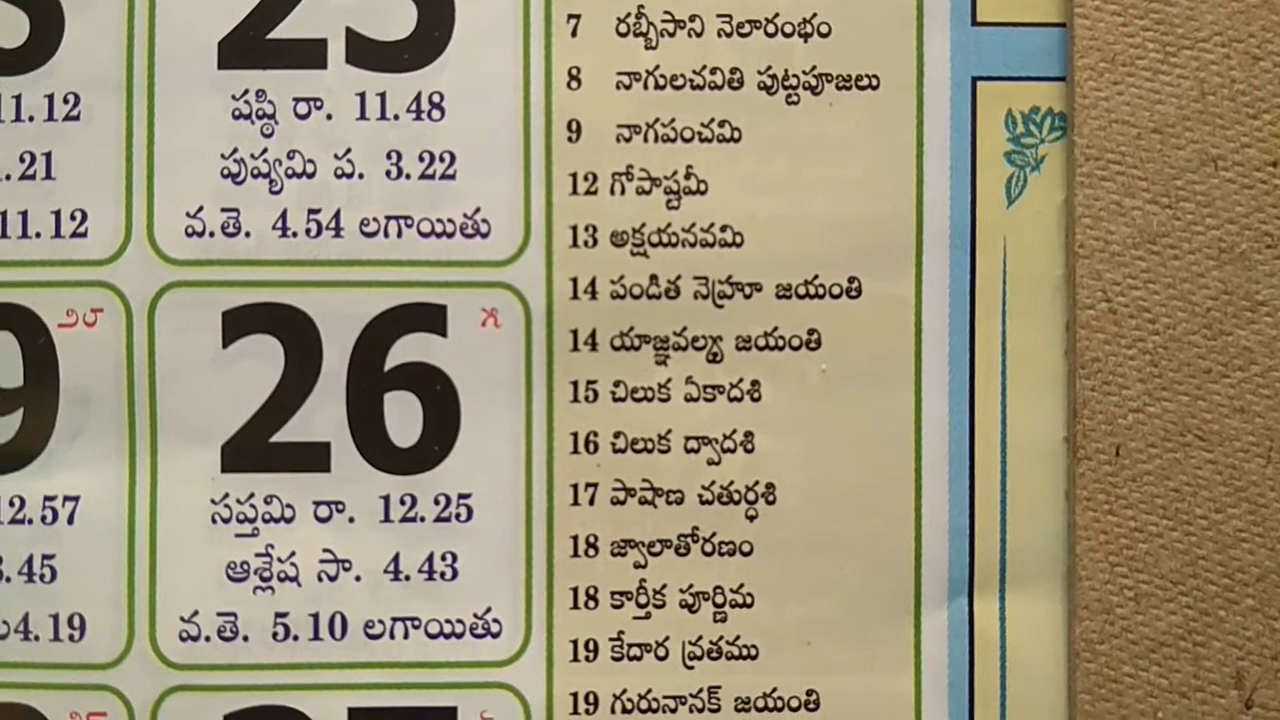 11.12
.21
11.12
25
షష్ఠి రా. 11.48
పుష్యమి ప. 3.22
వ.తె. 4.54 లగాయితు
9
12.57
.45
4.19
26
సప్తమి రా. 12.25
ఆశ్లేష సా. 4.43
వ.తె. 5.10 లగాయితు
7 రబ్బీసాని నెలారంభం
8 నాగులచవితి పుట్టపూజలు
9 నాగపంచమి
12 గోపాష్టమీ
13 అక్షయనవమి
14 పండిత నెహ్రూ జయంతి
14 యాజ్ఞవల్క్య జయంతి
15 చిలుక ఏకాదశి
16 చిలుక ద్వాదశి
17 పాషాణ చతుర్ధశి
18 జ్వాలాతోరణం
18 కార్తీక పూర్ణిమ
19 కేదార వ్రతము
19 గురునానక్ జయంతి